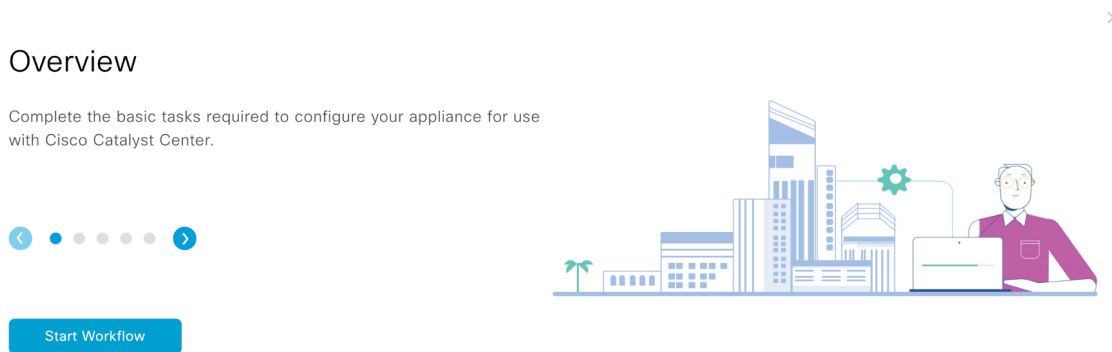 Overview
Complete the basic tasks required to configure your appliance for use
with Cisco Catalyst Center.
Start Workflow